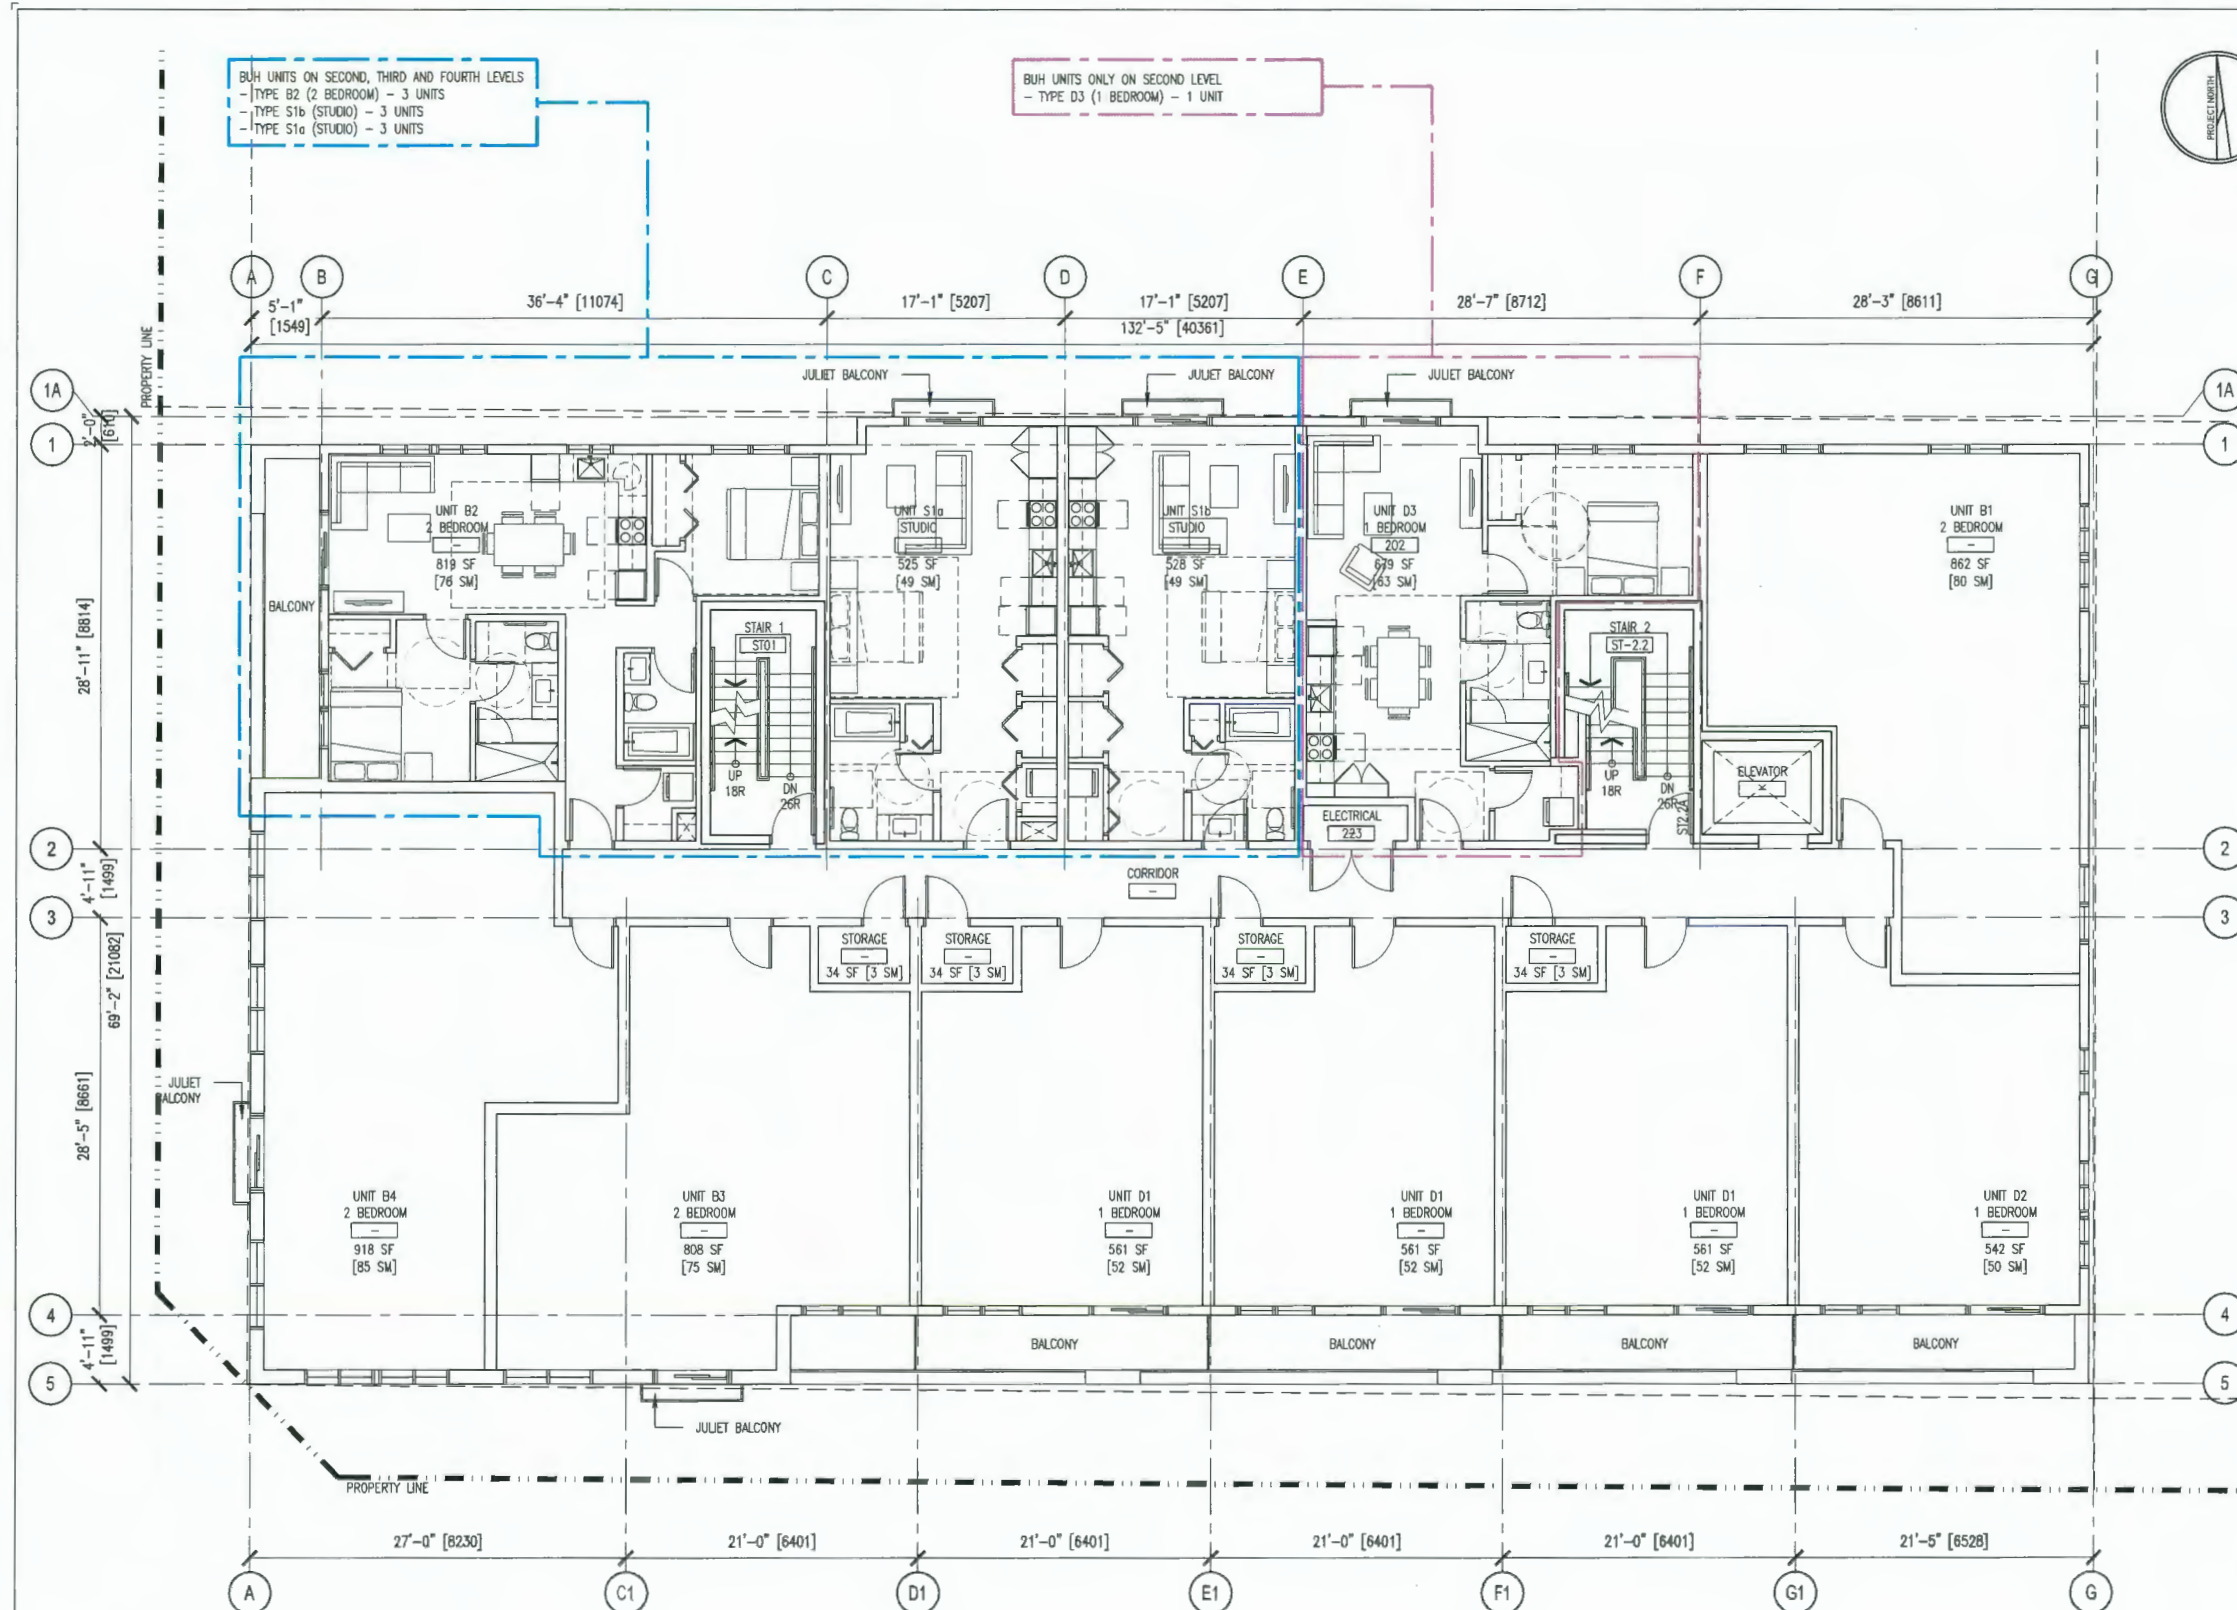 BUH UNITS ON SECOND, THIRD AND FOURTH LEVELS
- TYPE B2 (2 BEDROOM) - 3 UNITS
- TYPE S1b (STUDIO) - 3 UNITS
- TYPE S1a (STUDIO) - 3 UNITS
BUH UNITS ONLY ON SECOND LEVEL
- TYPE D3 (1 BEDROOM) - 1 UNIT
PROJECT NORTH
A
B
C
D
E
F
G
5'-1"
[1549]
36'-4" [11074]
17'-1" [5207]
17'-1" [5207]
28'-7" [8712]
28'-3" [8611]
132'-5" [40361]
PROPERTY LINE
JULIET BALCONY
JULIET BALCONY
JULIET BALCONY
1A
1A
2'-0"
[610]
1
1
UNIT B2
2 BEDROOM
-
819 SF
[76 SM]
UNIT S1a
STUDIO
525 SF
[49 SM]
UNIT S1b
STUDIO
528 SF
[49 SM]
UNIT D3
1 BEDROOM
202
679 SF
[63 SM]
UNIT B1
2 BEDROOM
-
862 SF
[80 SM]
BALCONY
28'-11" [8814]
STAIR 1
ST01
UP
18R
DN
26R
STAIR 2
ST-2.2
UP
18R
DN
26R
ST2.2A
ELEVATOR
ELECTRICAL
223
2
2
4'-11"
[1499]
CORRIDOR
-
3
3
STORAGE
-
34 SF [3 SM]
STORAGE
-
34 SF [3 SM]
STORAGE
-
34 SF [3 SM]
STORAGE
-
34 SF [3 SM]
69'-2" [21082]
28'-5" [8661]
JULIET
BALCONY
UNIT B4
2 BEDROOM
-
918 SF
[85 SM]
UNIT B3
2 BEDROOM
-
808 SF
[75 SM]
UNIT D1
1 BEDROOM
-
561 SF
[52 SM]
UNIT D1
1 BEDROOM
-
561 SF
[52 SM]
UNIT D1
1 BEDROOM
-
561 SF
[52 SM]
UNIT D2
1 BEDROOM
-
542 SF
[50 SM]
4
4
4'-11"
[1499]
BALCONY
BALCONY
BALCONY
BALCONY
5
5
JULIET BALCONY
PROPERTY LINE
27'-0" [8230]
21'-0" [6401]
21'-0" [6401]
21'-0" [6401]
21'-0" [6401]
21'-5" [6528]
A
C1
D1
E1
F1
G1
G